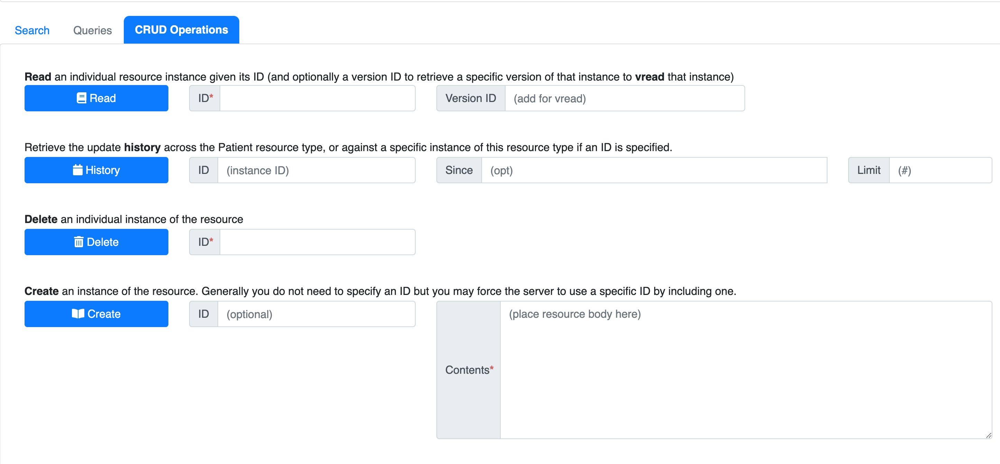 Search Queries CRUD Operations
Read an individual resource instance given its ID (and optionally a version ID to retrieve a specific version of that instance to vread that instance)
Read ID* Version ID (add for vread)
Retrieve the update history across the Patient resource type, or against a specific instance of this resource type if an ID is specified.
History ID (instance ID) Since (opt) Limit (#)
Delete an individual instance of the resource
Delete ID*
Create an instance of the resource. Generally you do not need to specify an ID but you may force the server to use a specific ID by including one.
Create ID (optional) (place resource body here)
Contents*